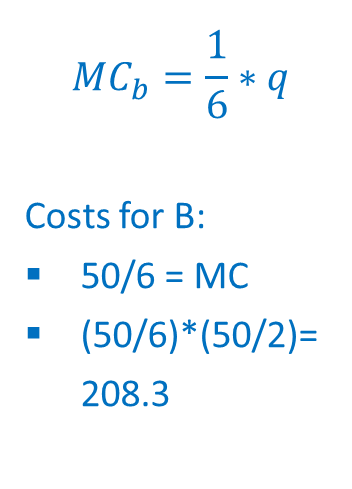 MC_b = 1/6 * q
Costs for B:
▪ 50/6 = MC
▪ (50/6)*(50/2)=
208.3